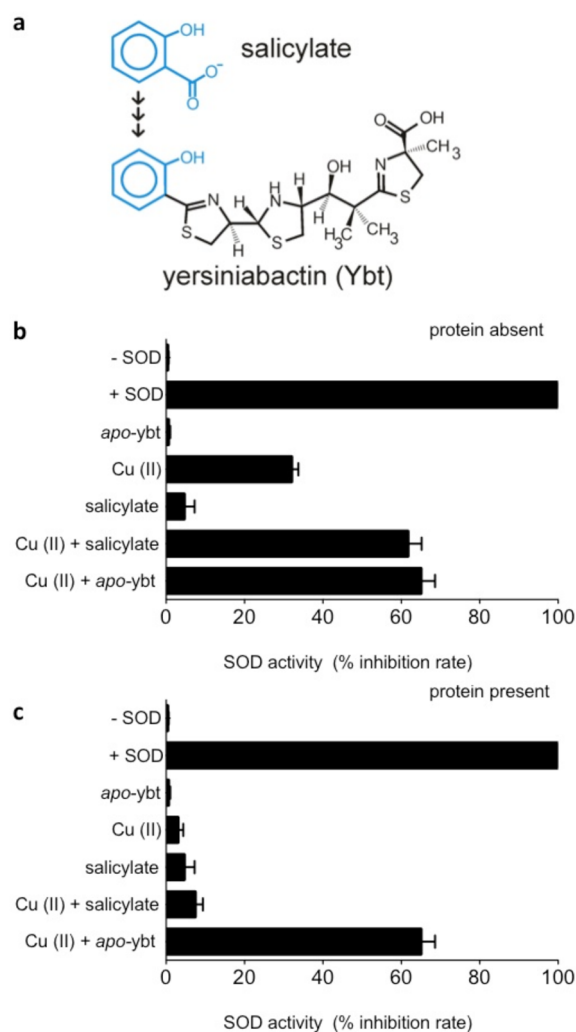 a
OH
salicylate
O-
O
O
OH
OH
CH3
N
OH
H
H
N
H
N
S
H
S
S
H
H3C
CH3
yersiniabactin (Ybt)
b
protein absent
- SOD
+ SOD
apo-ybt
Cu (II)
salicylate
Cu (II) + salicylate
Cu (II) + apo-ybt
0 20 40 60 80 100
SOD activity (% inhibition rate)
protein present
c
- SOD
+ SOD
apo-ybt
Cu (II)
salicylate
Cu (II) + salicylate
Cu (II) + apo-ybt
0 20 40 60 80 100
SOD activity (% inhibition rate)